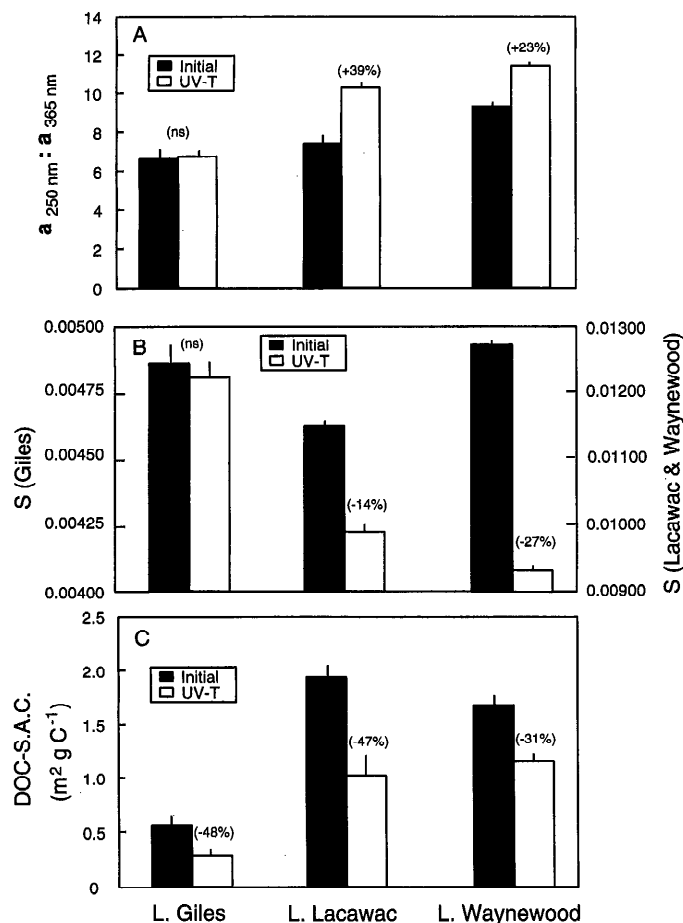 A
14
12
10
8
6
4
2
0
a 250 nm : a 365 nm
Initial
UV-T
(ns)
(+39%)
(+23%)
B
0.00500
0.00475
0.00450
0.00425
0.00400
S (Giles)
Initial
UV-T
(ns)
(-14%)
(-27%)
0.01300
0.01200
0.01100
0.01000
0.00900
S (Lacawac & Waynewood)
C
2.5
2.0
1.5
1.0
0.5
0
DOC-S.A.C.
(m² g C⁻¹)
Initial
UV-T
(-48%)
(-47%)
(-31%)
L. Giles
L. Lacawac
L. Waynewood